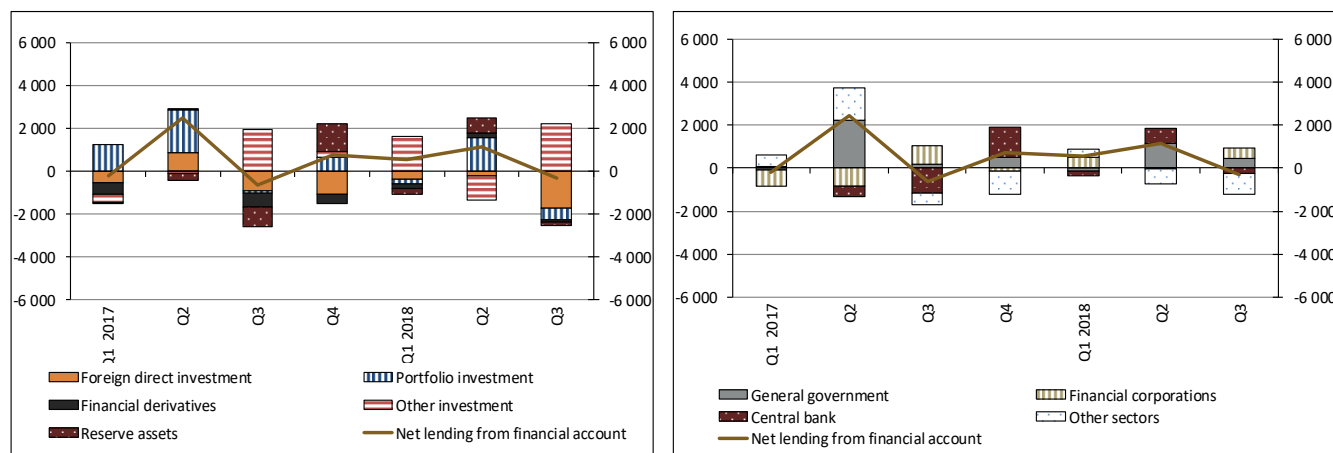 6 000
4 000
2 000
0
-2 000
-4 000
-6 000
6 000
4 000
2 000
0
-2 000
-4 000
-6 000
Q1 2017
Q2
Q3
Q4
Q1 2018
Q2
Q3
Foreign direct investment
Portfolio investment
Financial derivatives
Other investment
Reserve assets
Net lending from financial account
6 000
4 000
2 000
0
-2 000
-4 000
-6 000
6 000
4 000
2 000
0
-2 000
-4 000
-6 000
Q1 2017
Q2
Q3
Q4
Q1 2018
Q2
Q3
General government
Financial corporations
Central bank
Other sectors
Net lending from financial account